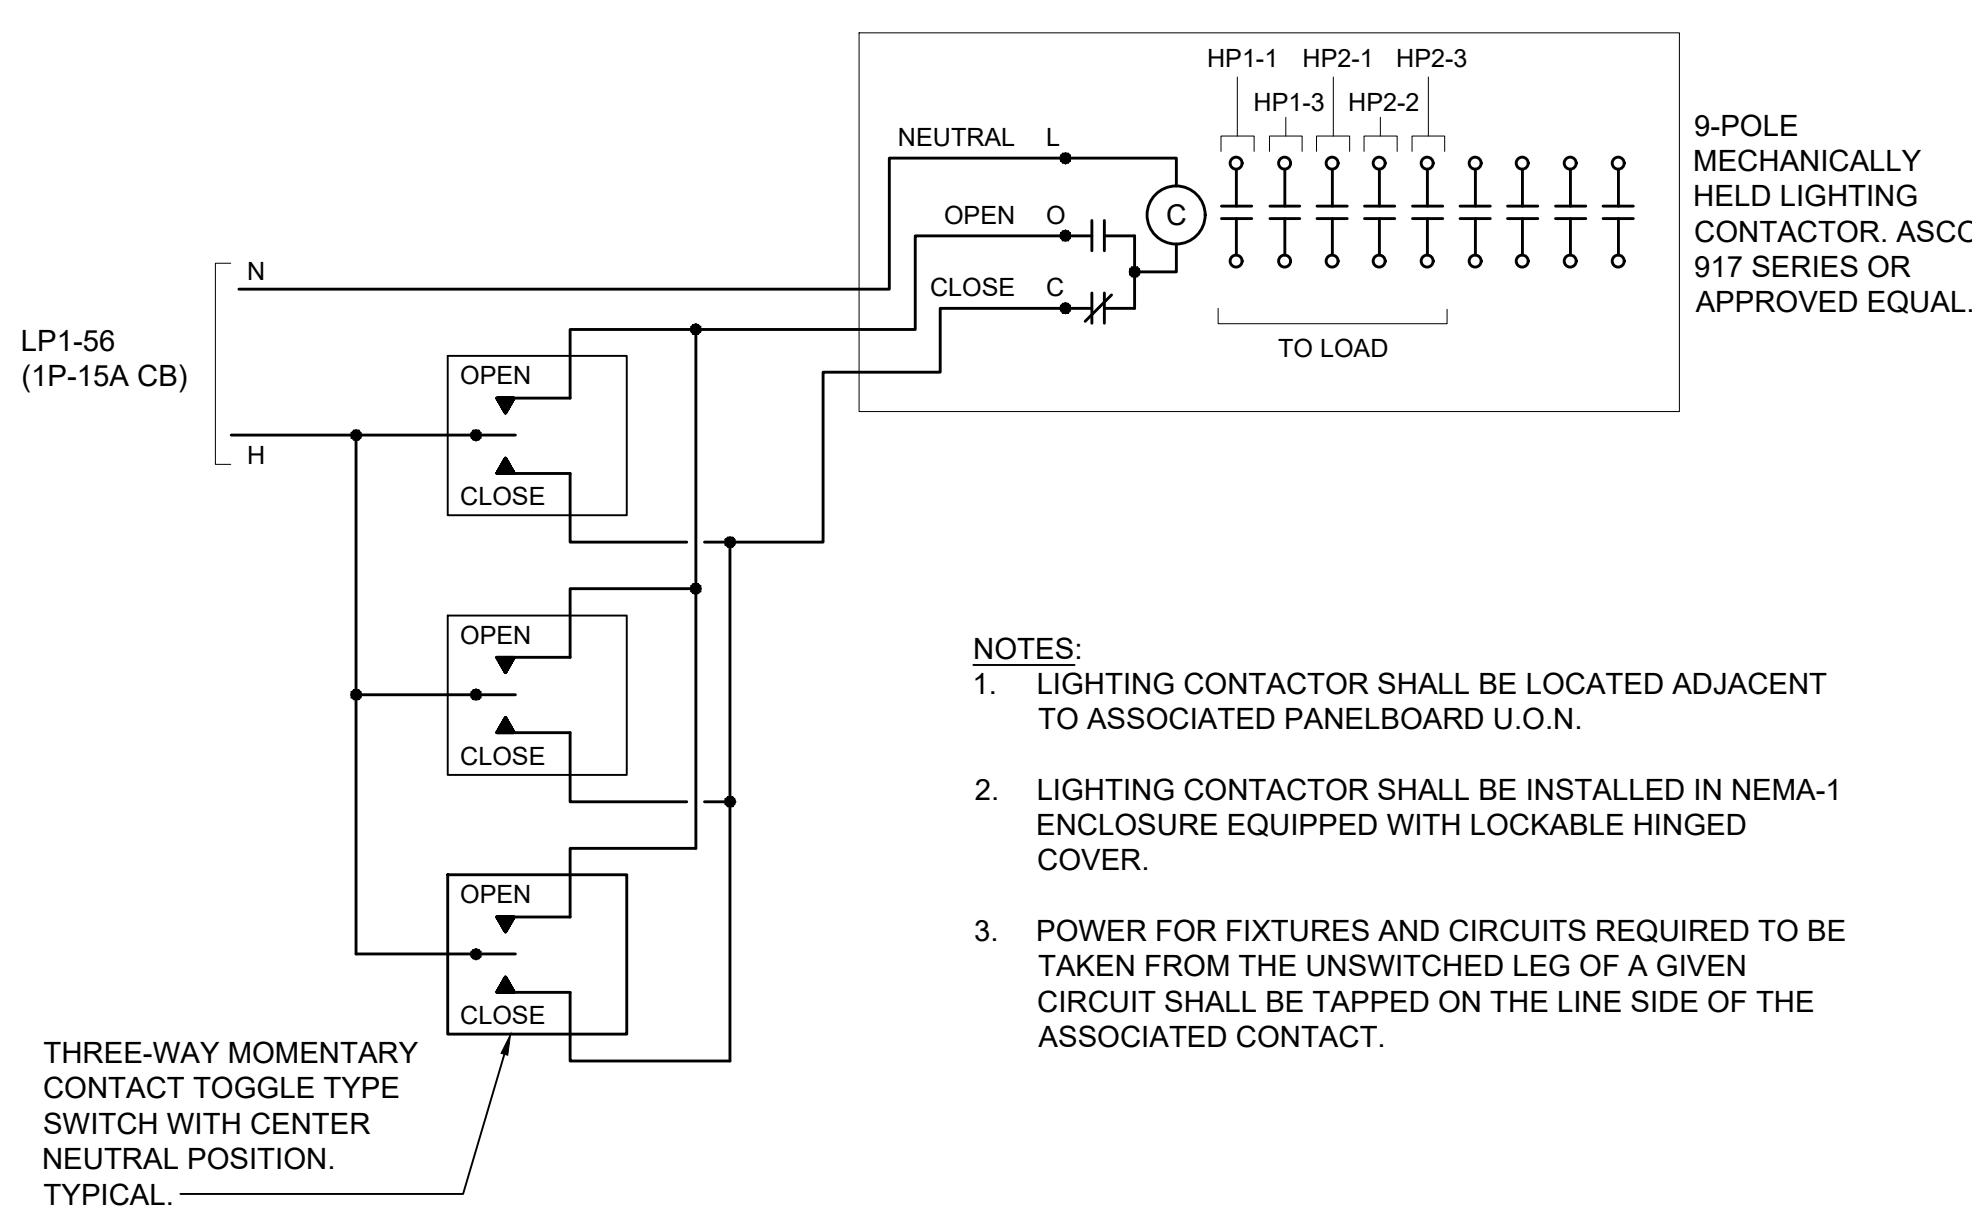 HP1-1 HP2-1 HP2-3
HP1-3 HP2-2
NEUTRAL L
OPEN O
CLOSE C
C
TO LOAD
9-POLE
MECHANICALLY
HELD LIGHTING
CONTACTOR. ASCO
917 SERIES OR
APPROVED EQUAL.
N
LP1-56
(1P-15A CB)
H
OPEN
CLOSE
OPEN
CLOSE
OPEN
CLOSE
THREE-WAY MOMENTARY
CONTACT TOGGLE TYPE
SWITCH WITH CENTER
NEUTRAL POSITION.
TYPICAL.
NOTES:
1. LIGHTING CONTACTOR SHALL BE LOCATED ADJACENT
TO ASSOCIATED PANELBOARD U.O.N.
2. LIGHTING CONTACTOR SHALL BE INSTALLED IN NEMA-1
ENCLOSURE EQUIPPED WITH LOCKABLE HINGED
COVER.
3. POWER FOR FIXTURES AND CIRCUITS REQUIRED TO BE
TAKEN FROM THE UNSWITCHED LEG OF A GIVEN
CIRCUIT SHALL BE TAPPED ON THE LINE SIDE OF THE
ASSOCIATED CONTACT.